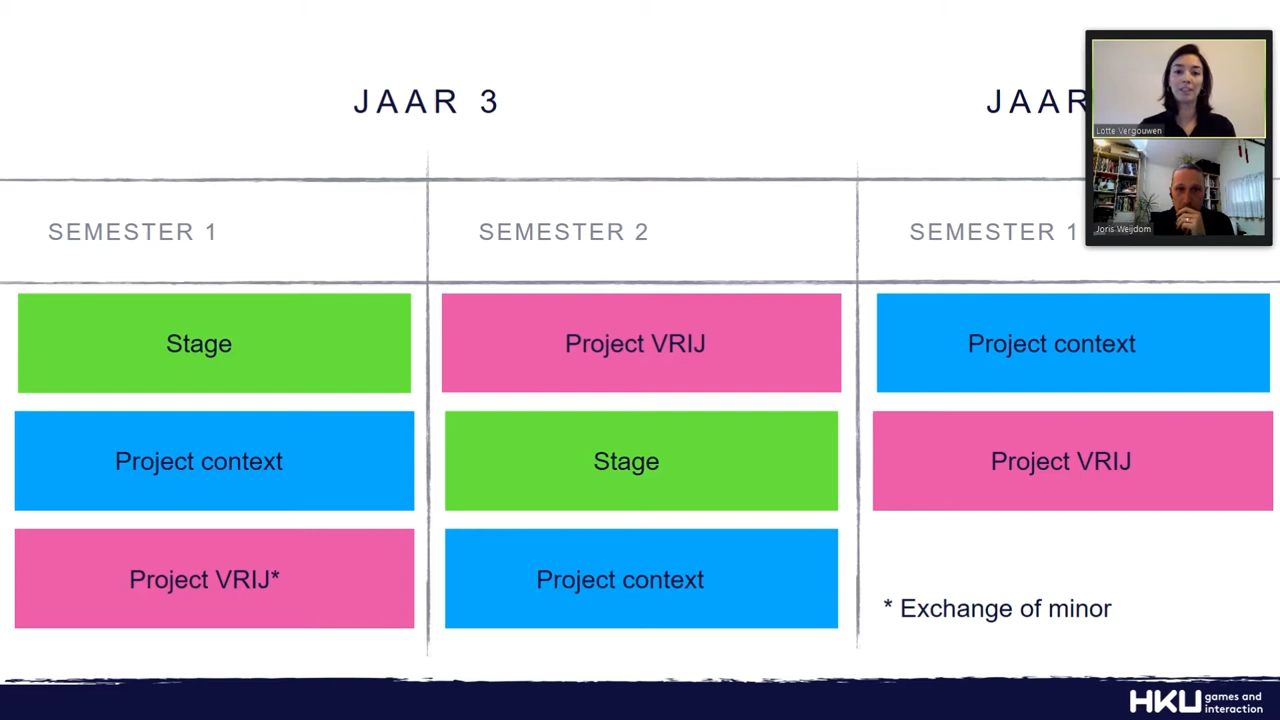 JAAR 3
JAAR
Lotte Vergouwen
Joris Weijdom
SEMESTER 1
SEMESTER 2
SEMESTER 1
Stage
Project VRIJ
Project context
Project context
Stage
Project VRIJ
Project VRIJ*
Project context
* Exchange of minor
HKU games and
interaction